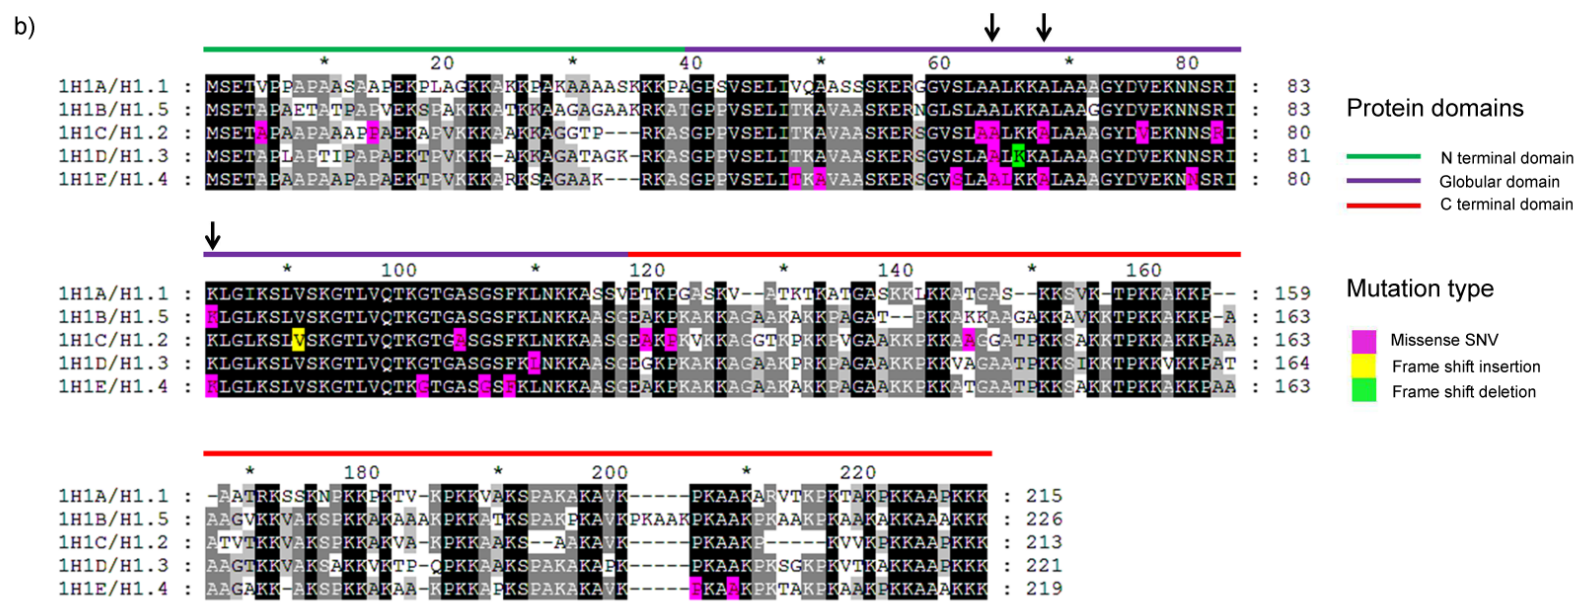 b)
* 20 * 40 * 60 * 80
1H1A/H1.1 : MSETVPPAPAASAAPEKPLAGKKAKKPAKAAAASKKKPAGPSVSELIVQAASSSKERGGVSLAALKKALAAAGYDVEKNNSRI : 83
1H1B/H1.5 : MSETAPAETATPAPVEKSPAKKKATKKAAGAGAAKRKATGPPVSELITKAVAASKERNGLSLAALKKALAAGGYDVEKNNSRI : 83
1H1C/H1.2 : MSETAPAAPAAAPPAEKAPVKKKAAKKAGGTP---RKASGPPVSELITKAVAASKERSGVSLAALKKALAAAGYDVEKNNSRI : 80
1H1D/H1.3 : MSETAPLAPTIPAPAEKTPVKKK-AKKAGATAGK-RKASGPPVSELITKAVAASKERSGVSLAALKKALAAAGYDVEKNNSRI : 81
1H1E/H1.4 : MSETAPAAPAAPAPAEKTPVKKKARKSAGAAK---RKASGPPVSELITKAVAASKERSGVSLAALKKALAAAGYDVEKNNSRI : 80
* 100 * 120 * 140 * 160
1H1A/H1.1 : KLGIKSLVSKGTLVQTKGTGASGSFKLNKKASSVETKPGASKV--ATKTKATGASKKLKKATGAS--KKSVK-TPKKAKKP-- : 159
1H1B/H1.5 : KLGLKSLVSKGTLVQTKGTGASGSFKLNKKAASGEAKPKAKKAGAAKAKKPAGAT--PKKAKKAAGAKKAVKKTPKKAKKP-A : 163
1H1C/H1.2 : KLGLKSLVSKGTLVQTKGTGASGSFKLNKKAASGEAKPKVKKAGGTKPKKPVGAAKKPKKAAGGATPKKSAKKTPKKAKKPAA : 163
1H1D/H1.3 : KLGLKSLVSKGTLVQTKGTGASGSFKLNKKAASGEGKPKAKKAGAAKPRKPAGAAKKPKKVAGAATPKKSIKKTPKKVKKPAT : 164
1H1E/H1.4 : KLGLKSLVSKGTLVQTKGTGASGSFKLNKKAASGEAKPKAKKAGAAKAKKPAGAAKKPKKATGAATPKKSAKKTPKKAKKPAA : 163
* 180 * 200 * 220
1H1A/H1.1 : -AATRKSSKNPKKPKTV-KPKKVAKSPAKAKAVK-----PKAAKARVTKPKTAKPKKAAPKKK : 215
1H1B/H1.5 : AAGVKKVAKSPKKAKAAAKPKKATKSPAKPKAVKPKAAKPKAAKPKAAKPKAAKAKKAAAKKK : 226
1H1C/H1.2 : ATVTKKVAKSPKKAKVA-KPKKAAKS--AAKAVK-----PKAAKP-----KVVKPKKAAPKKK : 213
1H1D/H1.3 : AAGTKKVAKSAKKVKTP-QPKKAAKSPAKAKAPK-----PKAAKPKSGKPKVTKAKKAAPKKK : 221
1H1E/H1.4 : AAGAKK-AKSPKKAKAA-KPKKAPKSPAKAKAVK-----PKAAKPKTAKPKAAKPKKAAAKKK : 219
Protein domains
N terminal domain
Globular domain
C terminal domain
Mutation type
Missense SNV
Frame shift insertion
Frame shift deletion